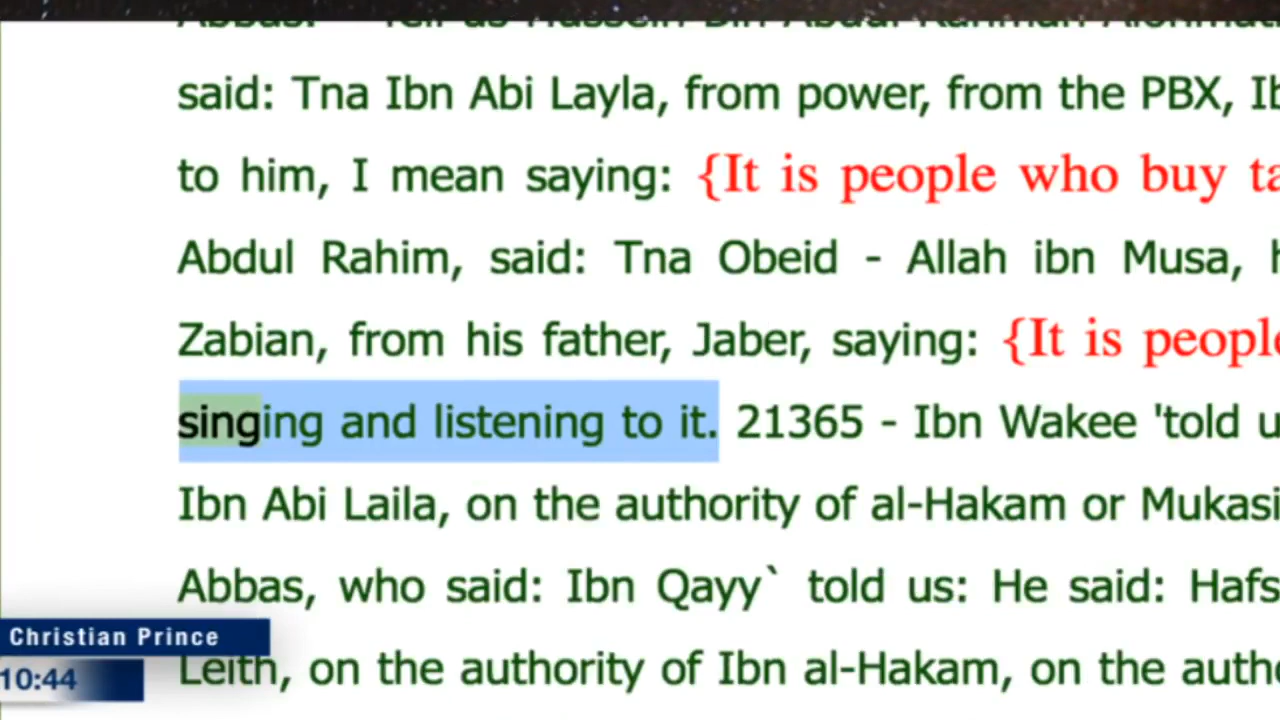 said: Tna Ibn Abi Layla, from power, from the PBX,
to him, I mean saying: {It is people who buy
Abdul Rahim, said: Tna Obeid - Allah ibn Musa,
Zabian, from his father, Jaber, saying: {It is
singing and listening to it. 21365 - Ibn Wakee 'told
Ibn Abi Laila, on the authority of al-Hakam or
Abbas, who said: Ibn Qayy` told us: He said:
Christian Prince
10:44
Leith, on the authority of Ibn al-Hakam, on the